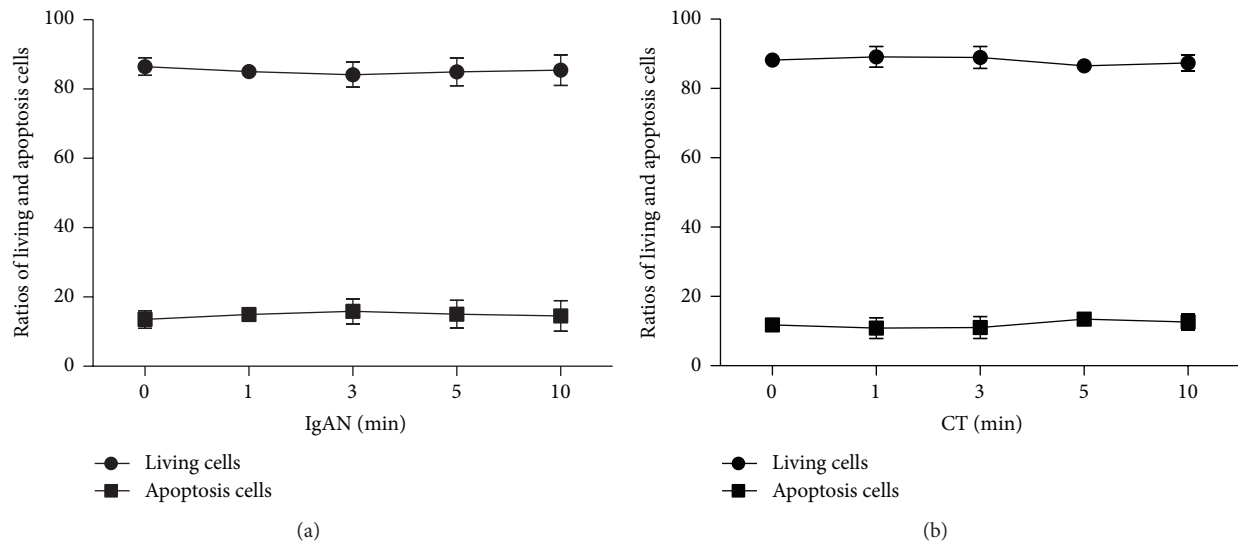 Ratios of living and apoptosis cells
100
80
60
40
20
0
0 1 3 5 10
IgAN (min)
Living cells
Apoptosis cells
(a)
Ratios of living and apoptosis cells
100
80
60
40
20
0
0 1 3 5 10
CT (min)
Living cells
Apoptosis cells
(b)